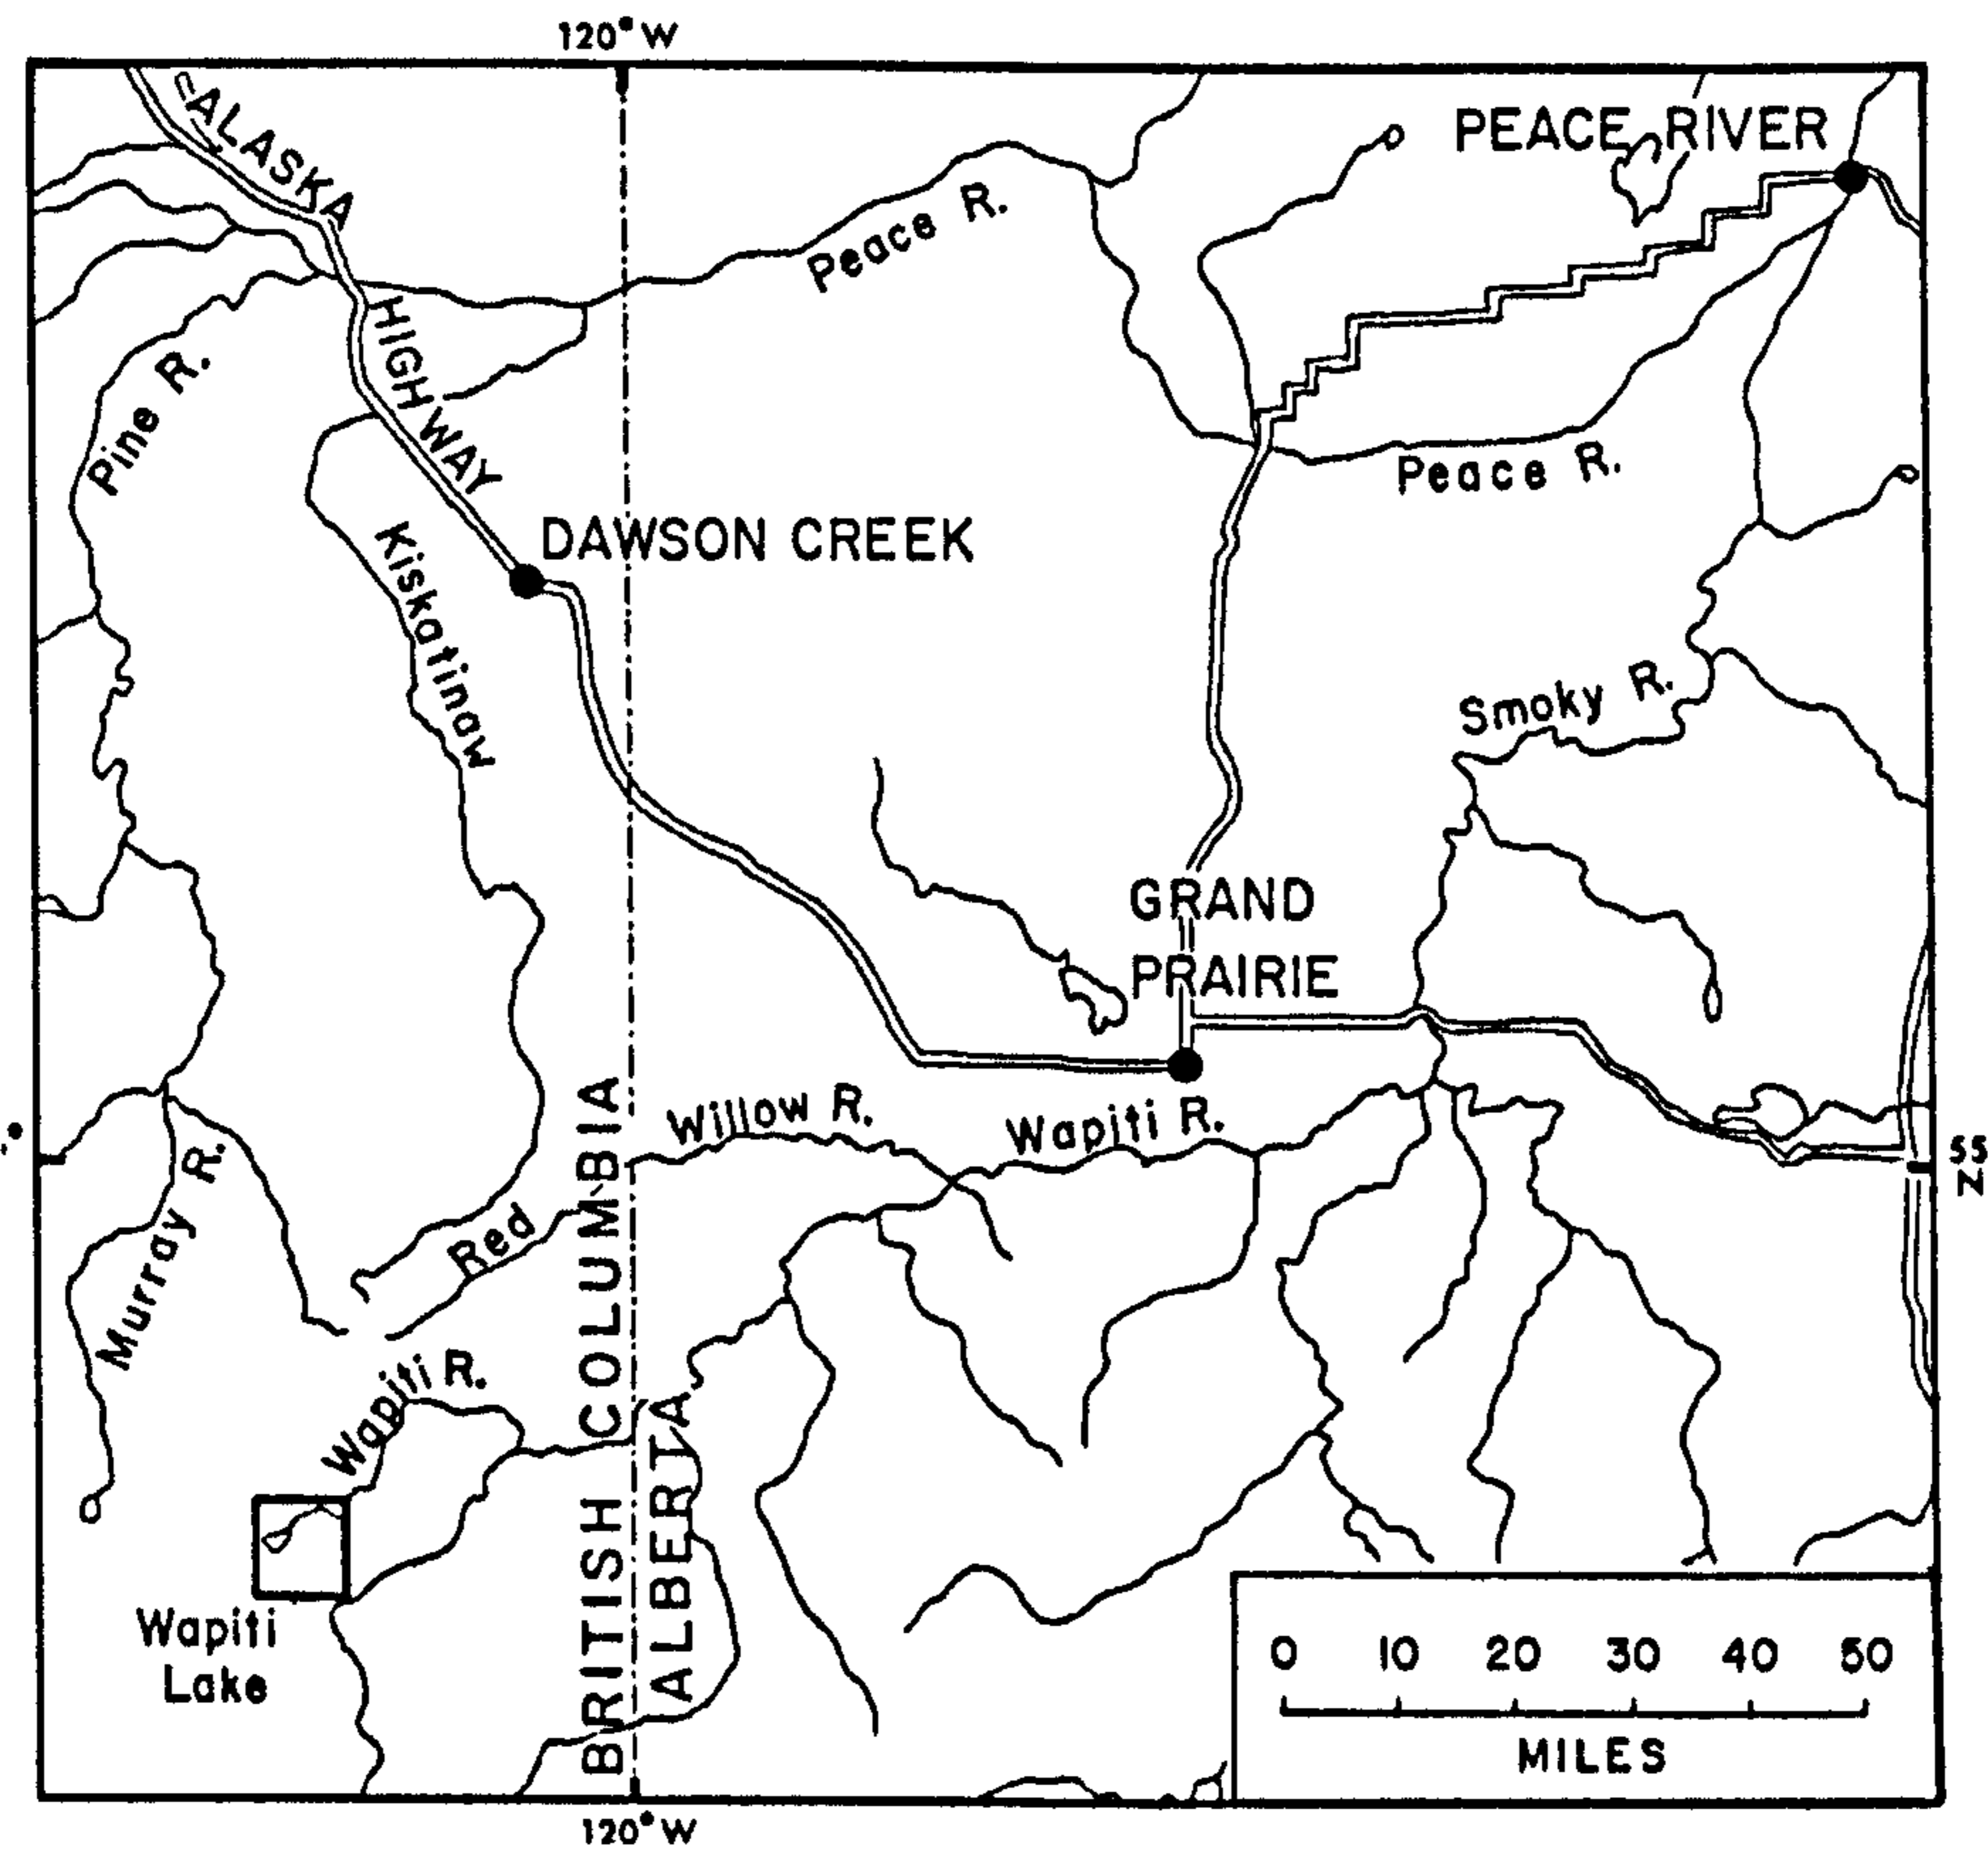 120° W
ALASKA
HIGHWAY
PEACE RIVER
Peace R.
Pine R.
Peace R.
DAWSON CREEK
Kiskatinaw
Smoky R.
GRAND
PRAIRIE
Willow R.
Wapiti R.
55
N
Murray R.
Red
Wapiti R.
BRITISH COLUMBIA
ALBERTA
Wapiti
Lake
0 10 20 30 40 50
MILES
120° W